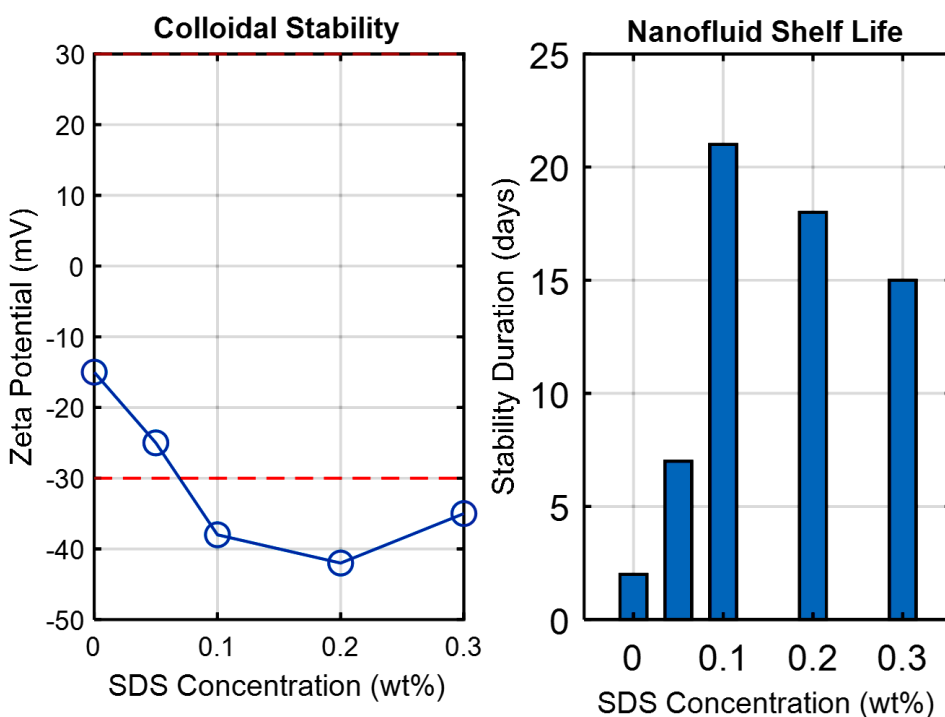 Colloidal Stability
30
20
10
0
-10
-20
-30
-40
-50
Zeta Potential (mV)
0 0.1 0.2 0.3
SDS Concentration (wt%)
Nanofluid Shelf Life
25
20
15
10
5
0
Stability Duration (days)
0 0.1 0.2 0.3
SDS Concentration (wt%)